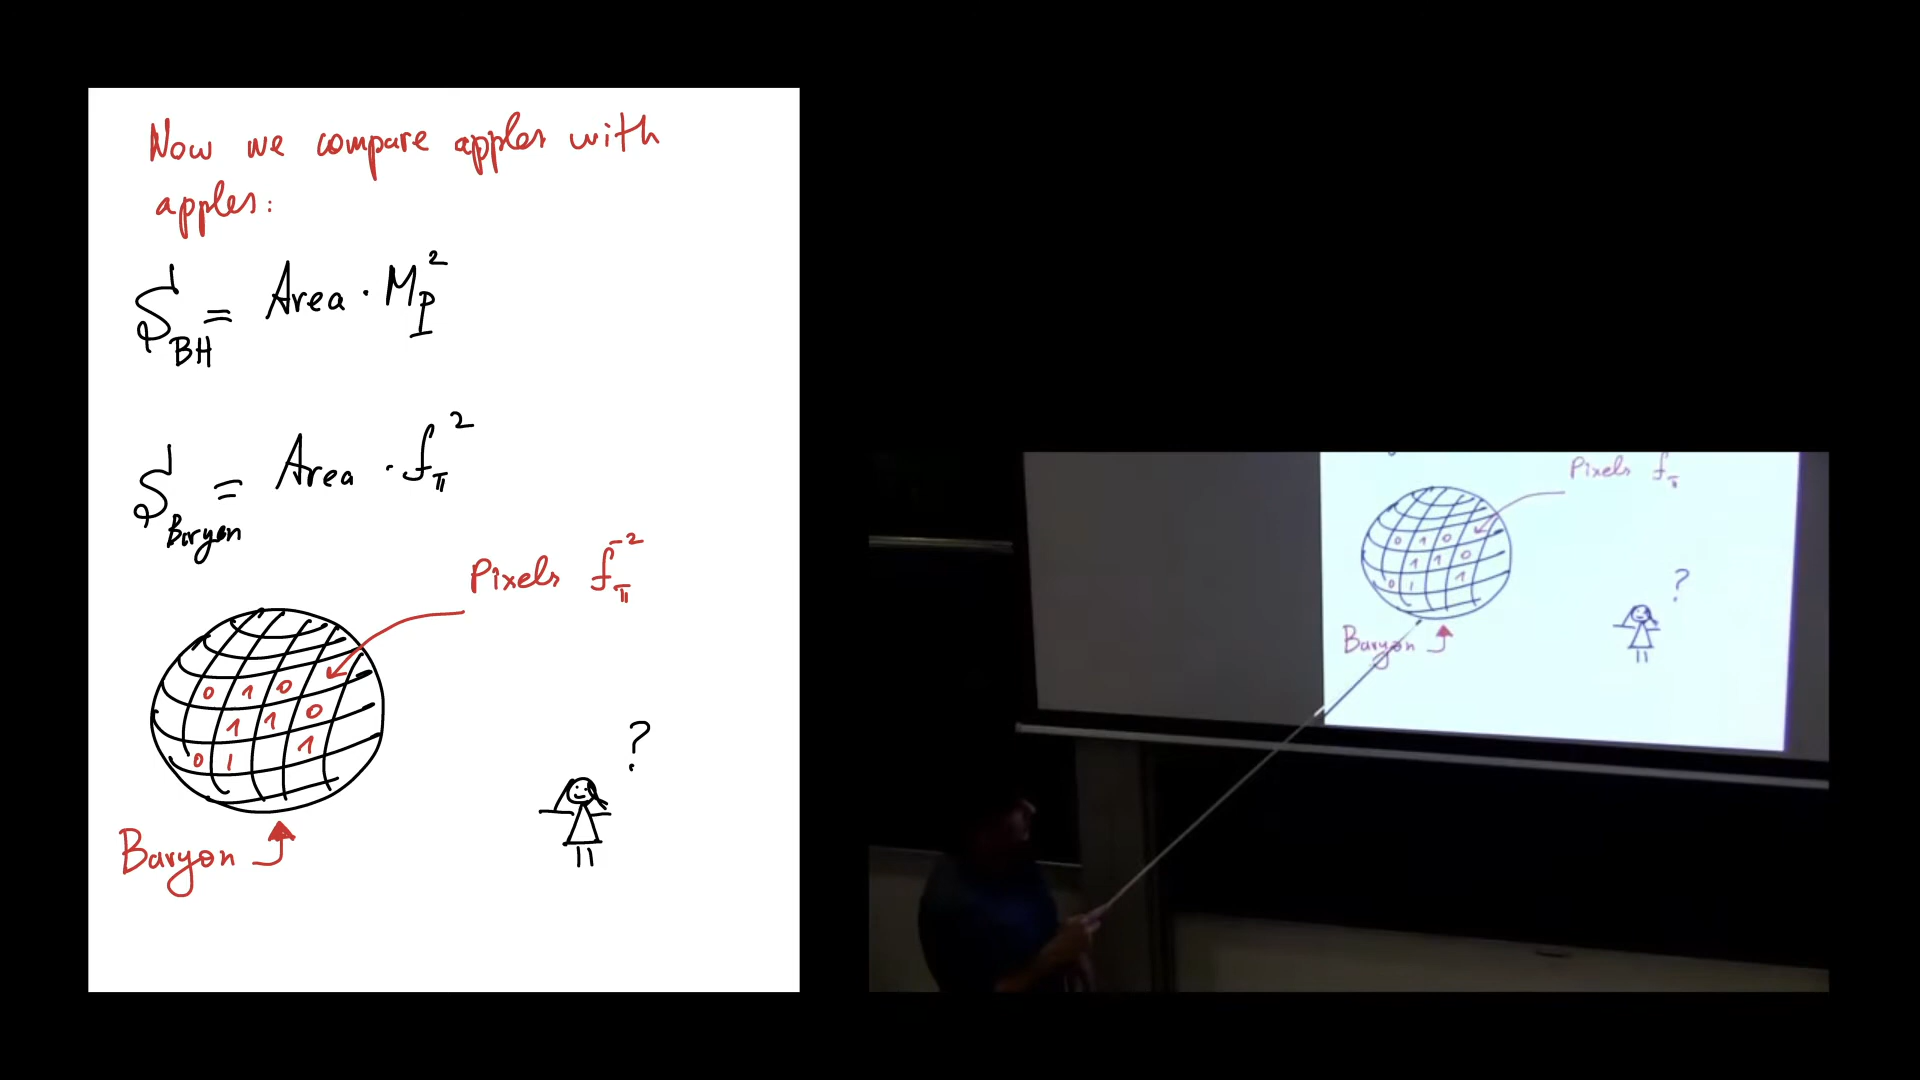 Now we compare apples with
apples:
S_BH = Area · M_P^2
S_Baryon = Area · f_π^2
Pixels f_π^-2
0 1 0
1 1 0
0 1 1
?
Baryon
Pixels f_π
0 1 0
1 1 0
0 1 1
?
Baryon